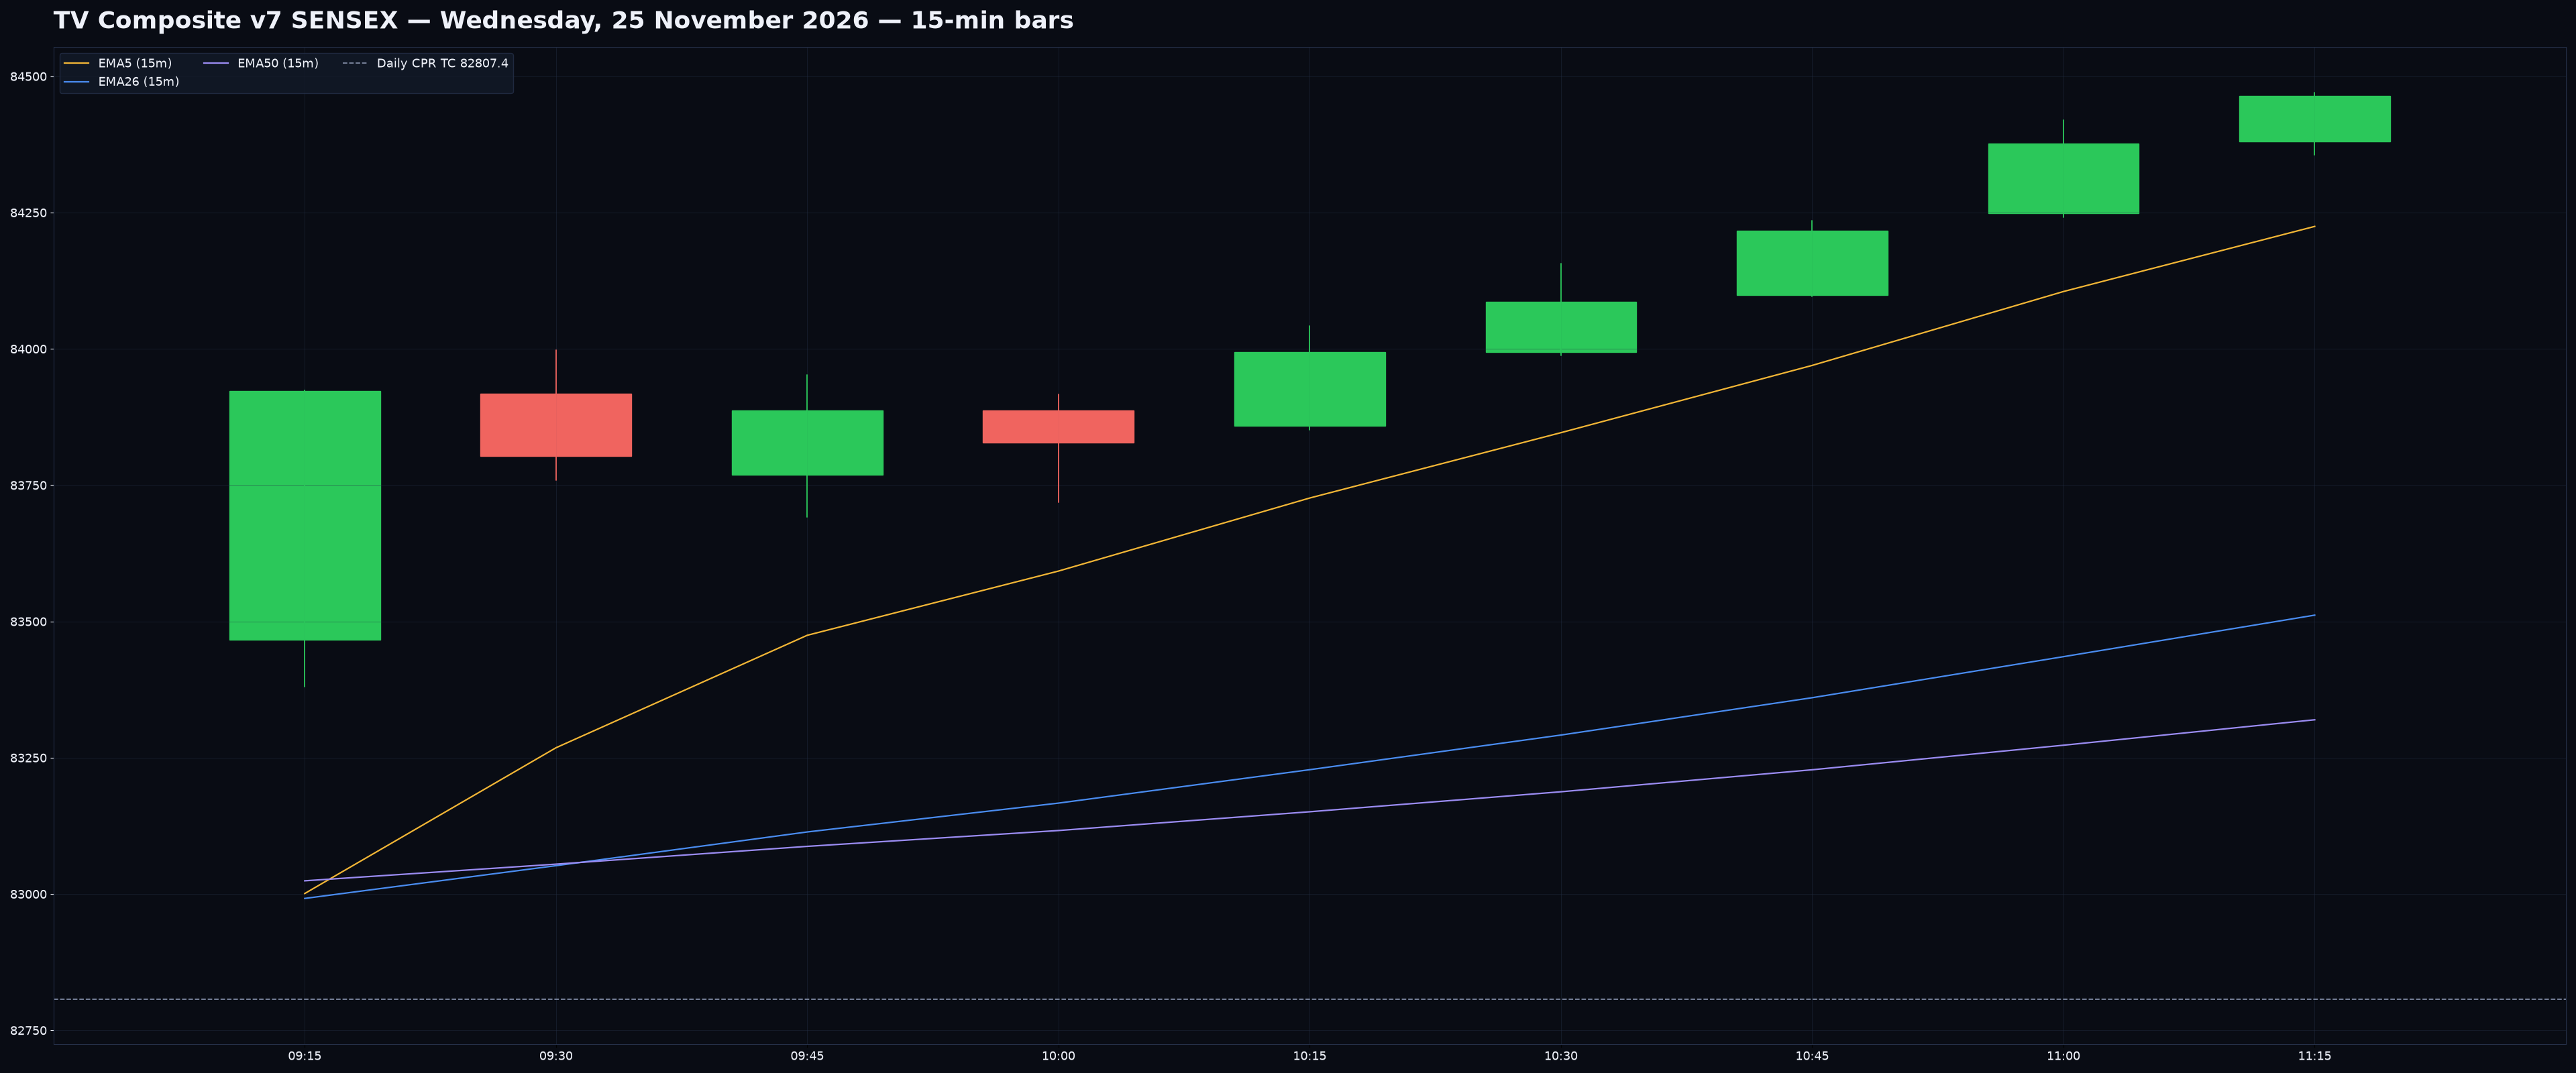 TV Composite v7 SENSEX — Wednesday, 25 November 2026 — 15-min bars
EMA5 (15m) EMA50 (15m) Daily CPR TC 82807.4
EMA26 (15m)
84500
84250
84000
83750
83500
83250
83000
82750
09:15 09:30 09:45 10:00 10:15 10:30 10:45 11:00 11:15